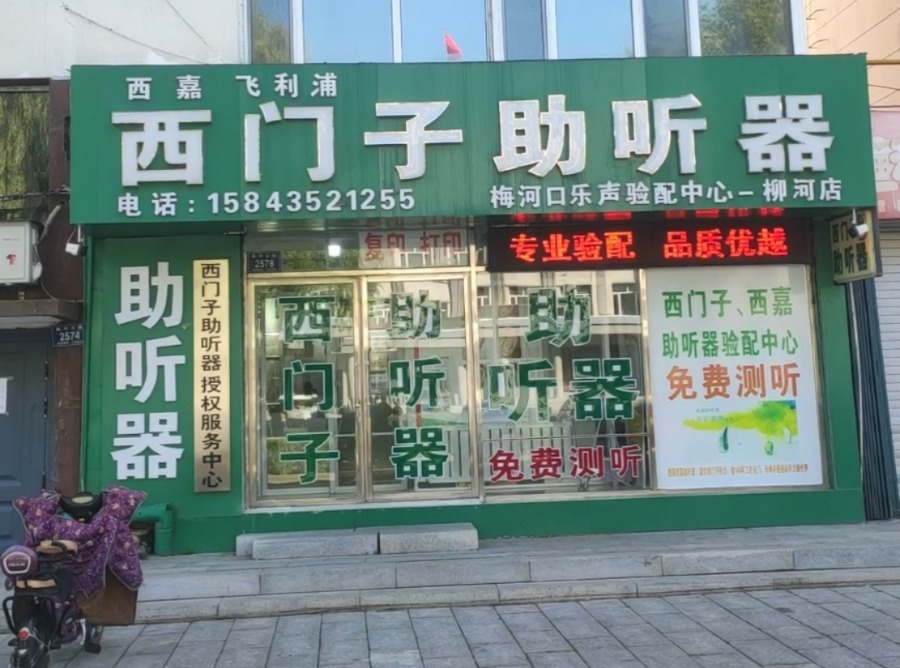 西嘉 飞利浦
西门子助听器
电话：15843521255
梅河口乐声验配中心－柳河店
复印 打印
专业验配 品质优越
助听器
2578
2574
助听器
西门子助听器授权服务中心
西门子
助听器
助
听器
免费测听
西门子、西嘉
助听器验配中心
免费测听